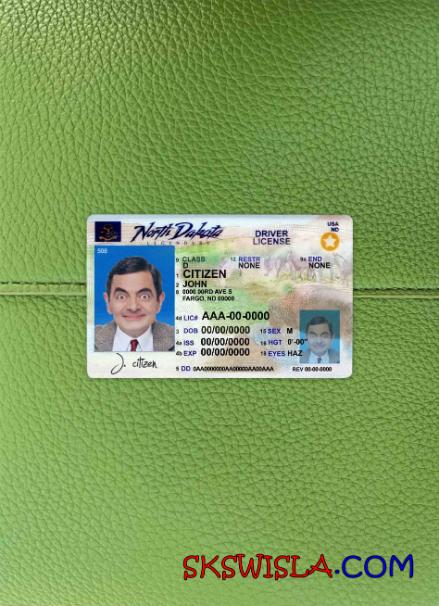 North Dakota
LEGENDARY
DRIVER LICENSE
USA
ND
506
9 CLASS
D
12 RESTR
NONE
9a END
NONE
1 CITIZEN
2 JOHN
8 0000 00RD AVE S
FARGO, ND 00000
4d LIC# AAA-00-0000
3 DOB 00/00/0000 15 SEX M
4a ISS 00/00/0000 16 HGT 0'-00"
4b EXP 00/00/0000 18 EYES HAZ
J. citizen
5 DD REV 00-00-0000
SKSWISLA.COM